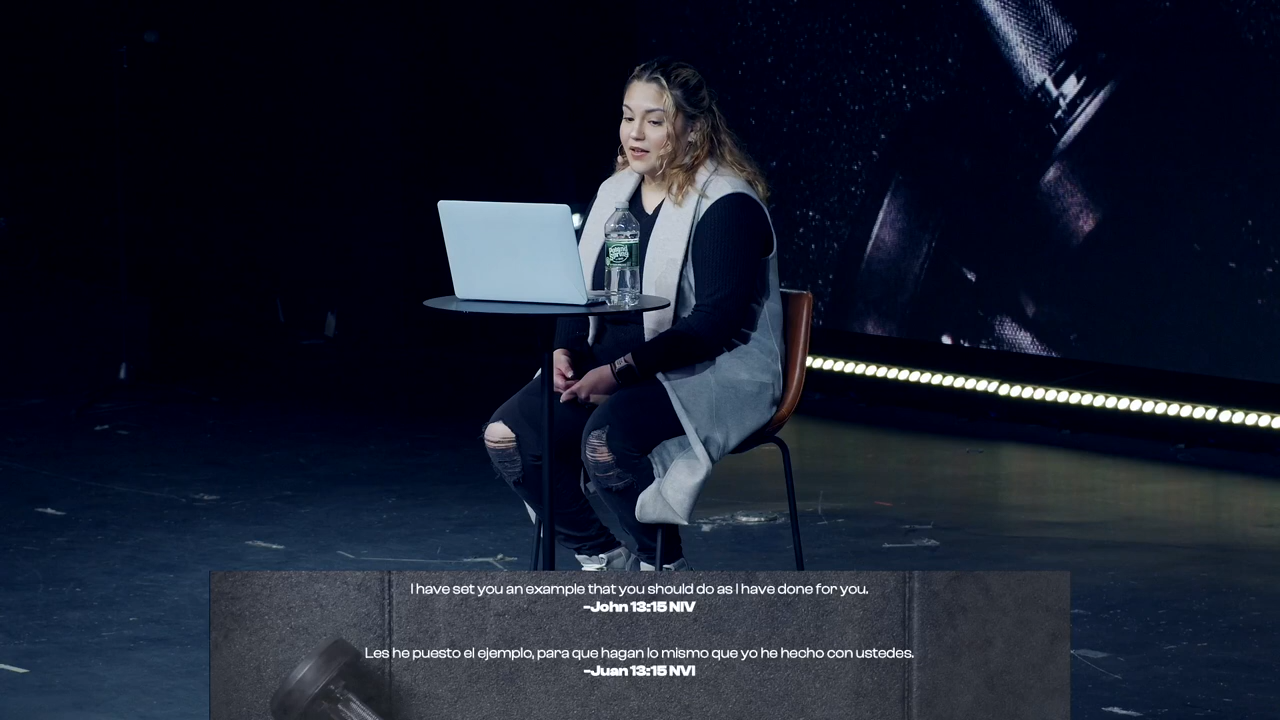 Poland
Spring
I have set you an example that you should do as I have done for you.
-John 13:15 NIV
Les he puesto el ejemplo, para que hagan lo mismo que yo he hecho con ustedes.
-Juan 13:15 NVI